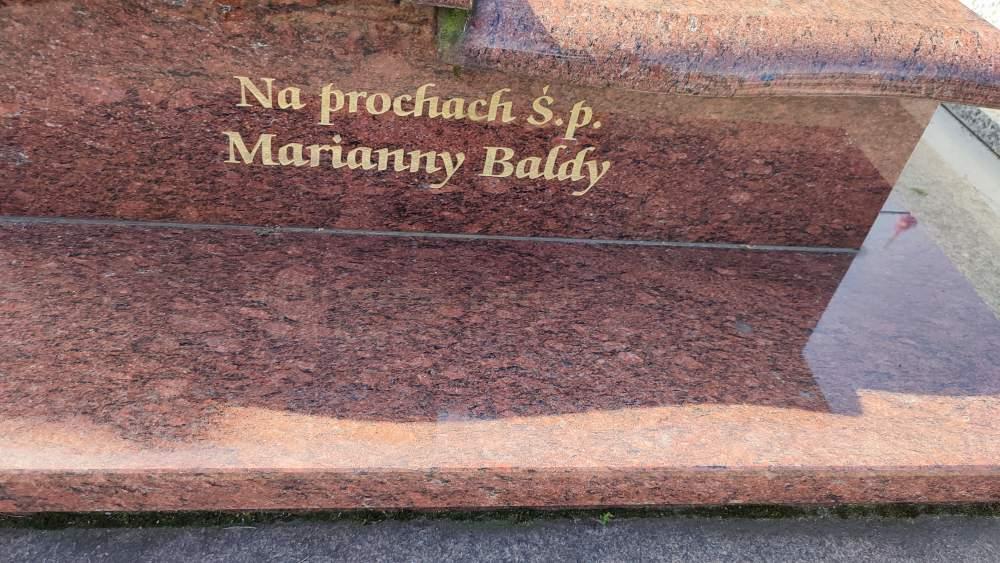 Na prochach Ś.p.
Marianny Baldy